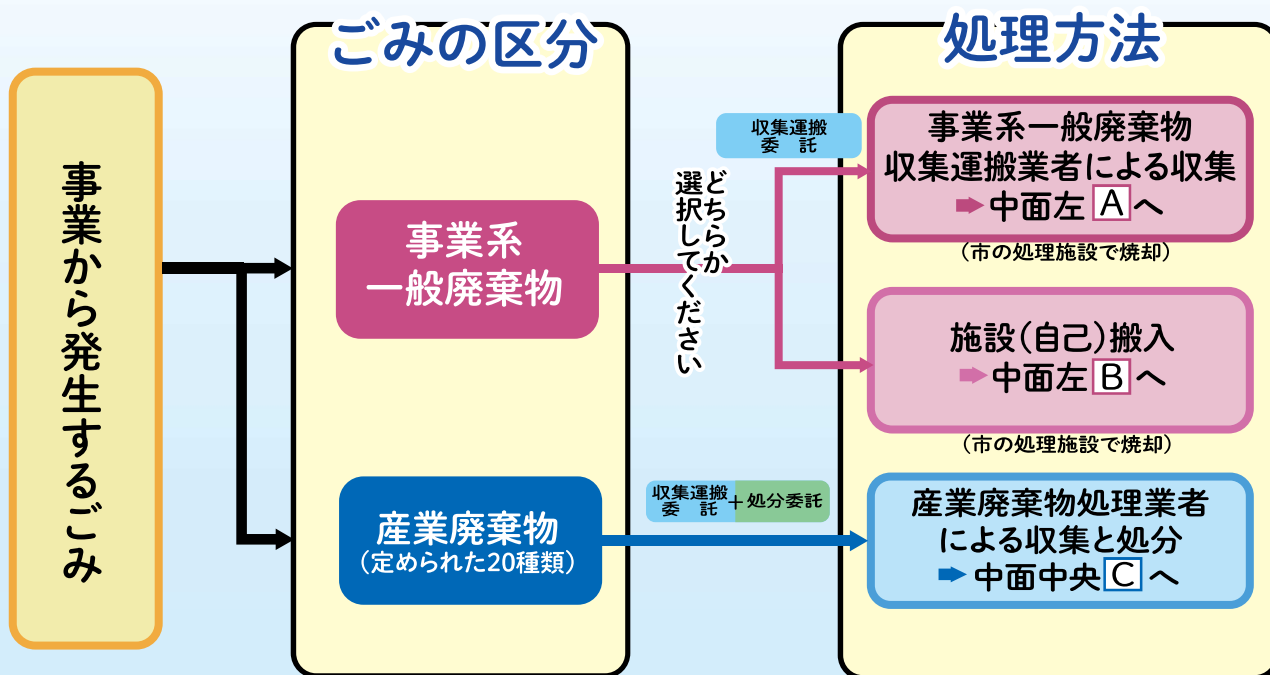 ごみの区分
処理方法
事業から発生するごみ
事業系
一般廃棄物
どちらか
選択してください
収集運搬
委 託
事業系一般廃棄物
収集運搬業者による収集
➡中面左 A へ
(市の処理施設で焼却)
施設(自己)搬入
➡中面左 B へ
(市の処理施設で焼却)
産業廃棄物
(定められた20種類)
収集運搬
委 託
+処分委託
産業廃棄物処理業者
による収集と処分
➡中面中央 C へ